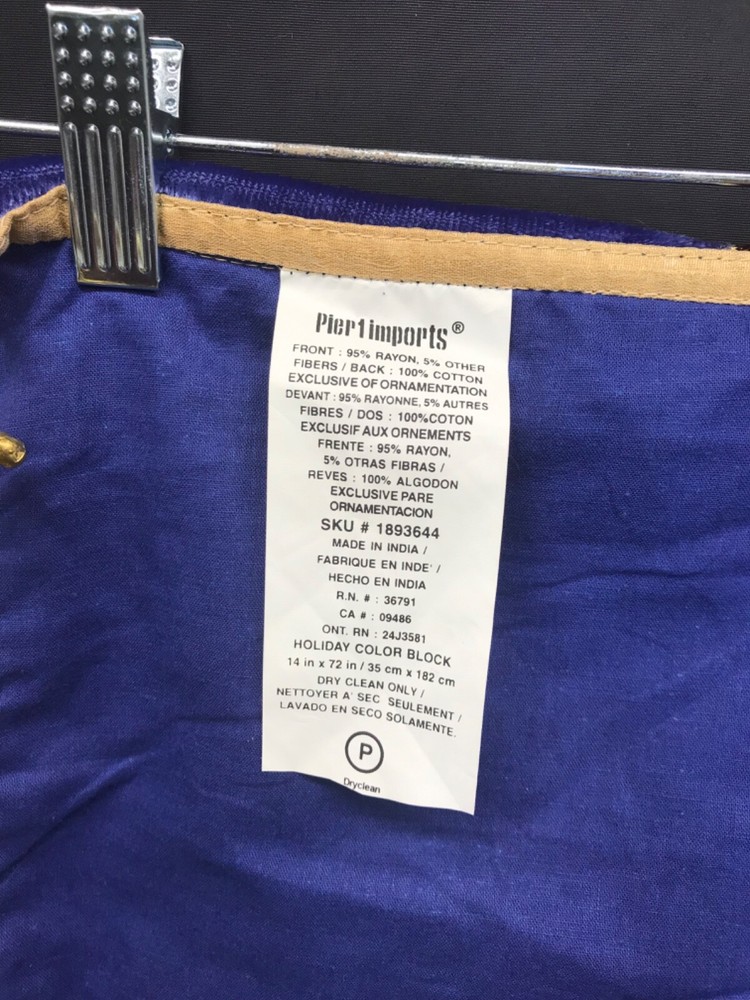 Pier1imports®
FRONT : 95% RAYON, 5% OTHER
FIBERS / BACK : 100% COTTON
EXCLUSIVE OF ORNAMENTATION
DEVANT : 95% RAYONNE, 5% AUTRES
FIBRES / DOS : 100%COTON
EXCLUSIF AUX ORNEMENTS
FRENTE : 95% RAYON,
5% OTRAS FIBRAS /
REVES : 100% ALGODON
EXCLUSIVE PARE
ORNAMENTACION
SKU # 1893644
MADE IN INDIA /
FABRIQUE EN INDE' /
HECHO EN INDIA
R.N. # : 36791
CA # : 09486
ONT. RN : 24J3581
HOLIDAY COLOR BLOCK
14 in x 72 in / 35 cm x 182 cm
DRY CLEAN ONLY /
NETTOYER A' SEC SEULEMENT /
LAVADO EN SECO SOLAMENTE.
P
Dryclean